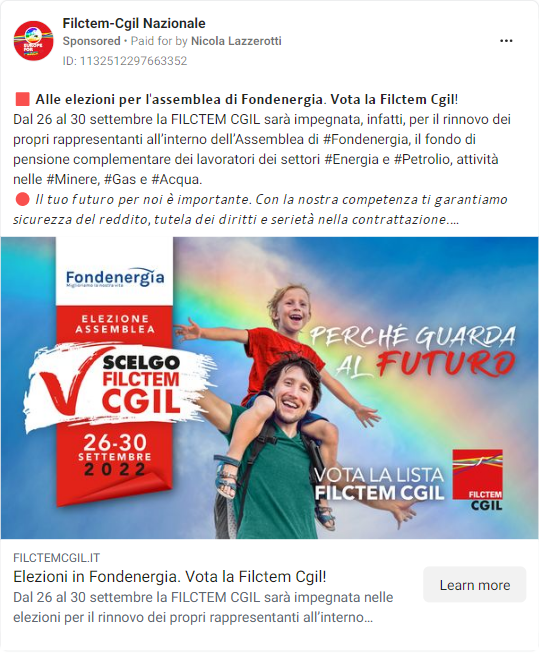 Filctem-Cgil Nazionale
Sponsored • Paid for by Nicola Lazzerotti
ID: 1132512297663352
🟥 Alle elezioni per l'assemblea di Fondenergia. Vota la Filctem Cgil!
Dal 26 al 30 settembre la FILCTEM CGIL sarà impegnata, infatti, per il rinnovo dei
propri rappresentanti all'interno dell'Assemblea di #Fondenergia, il fondo di
pensione complementare dei lavoratori dei settori #Energia e #Petrolio, attività
nelle #Minere, #Gas e #Acqua.
🔴 Il tuo futuro per noi è importante. Con la nostra competenza ti garantiamo
sicurezza del reddito, tutela dei diritti e serietà nella contrattazione....
Fondenergia
Miglioriamo la nostra vita
ELEZIONE
ASSEMBLEA
SCELGO
FILCTEM
CGIL
26-30
SETTEMBRE
2022
PERCHÉ GUARDA
AL FUTURO
VOTA LA LISTA
FILCTEM CGIL
FILCTEM
CGIL
FILCTEMCGIL.IT
Elezioni in Fondenergia. Vota la Filctem Cgil!
Dal 26 al 30 settembre la FILCTEM CGIL sarà impegnata nelle
elezioni per il rinnovo dei propri rappresentanti all'interno...
Learn more